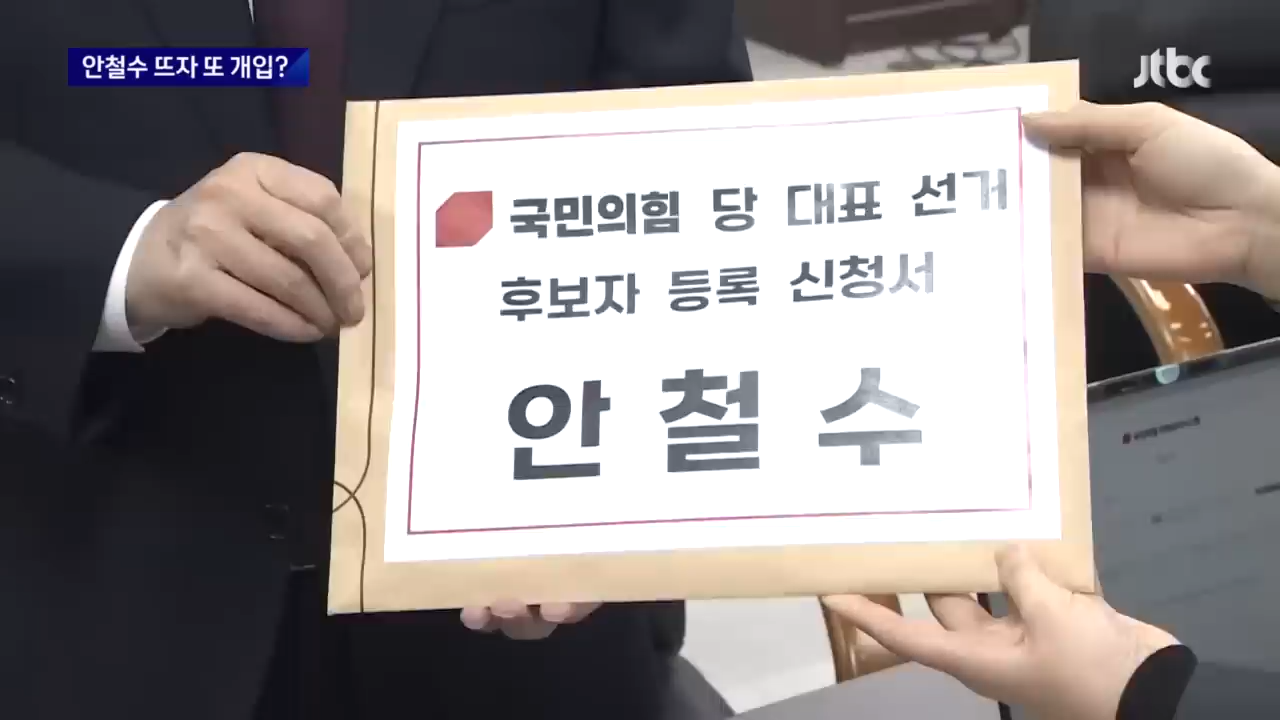 안철수 뜨자 또 개입?
jtbc
국민의힘 당 대표 선거
후보자 등록 신청서
안철수